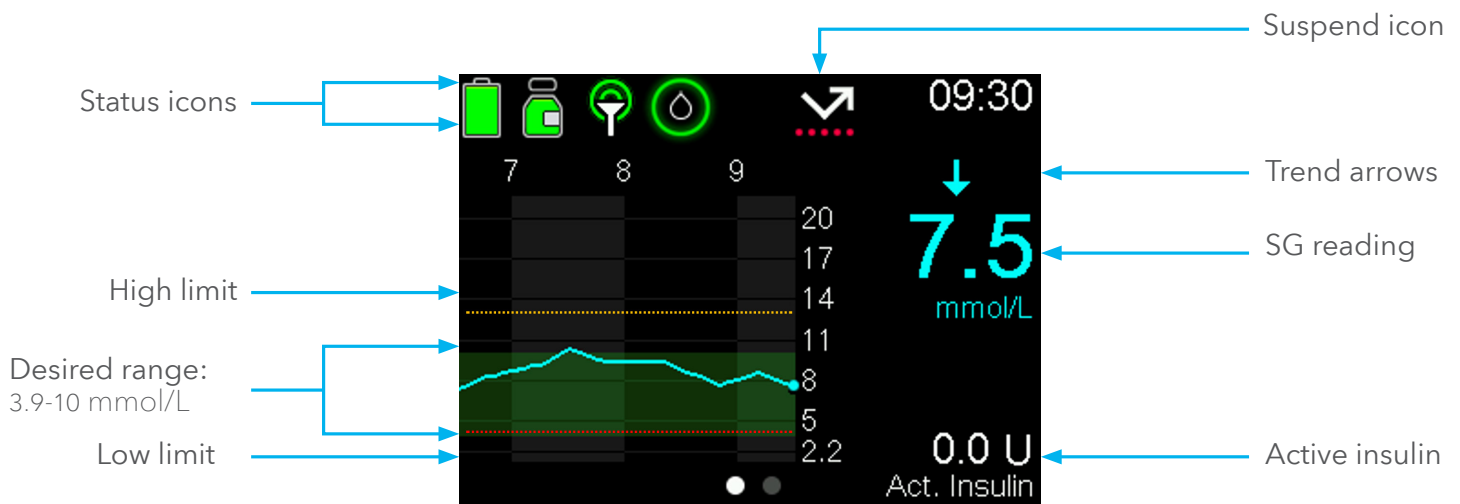 Suspend icon
Status icons
09:30
7 8 9
Trend arrows
20
7.5
SG reading
17
High limit
14
mmol/L
11
Desired range:
3.9-10 mmol/L
8
5
Low limit
2.2
0.0 U
Active insulin
Act. Insulin